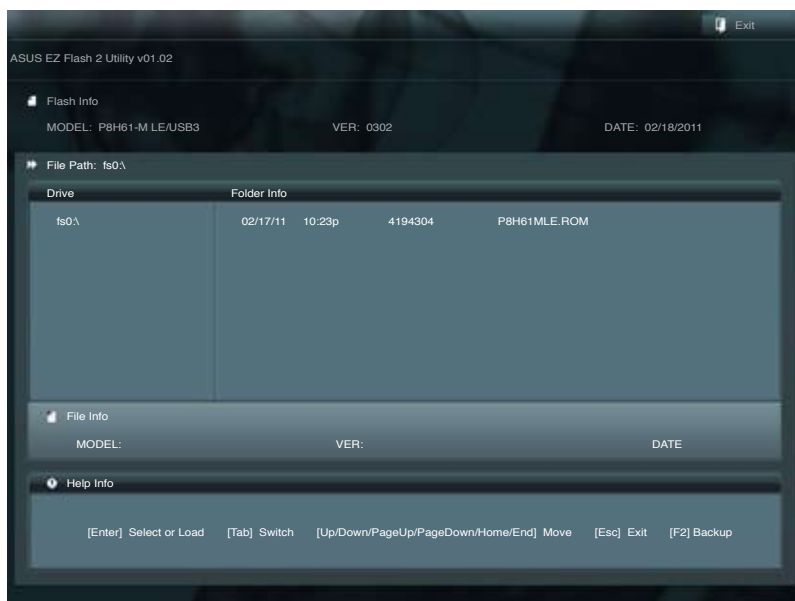 Exit
ASUS EZ Flash 2 Utility v01.02
Flash Info
MODEL: P8H61-M LE/USB3 VER: 0302 DATE: 02/18/2011
File Path: fs0:\
Drive Folder Info
fs0:\ 02/17/11 10:23p 4194304 P8H61MLE.ROM
File Info
MODEL: VER: DATE
Help Info
[Enter] Select or Load [Tab] Switch [Up/Down/PageUp/PageDown/Home/End] Move [Esc] Exit [F2] Backup